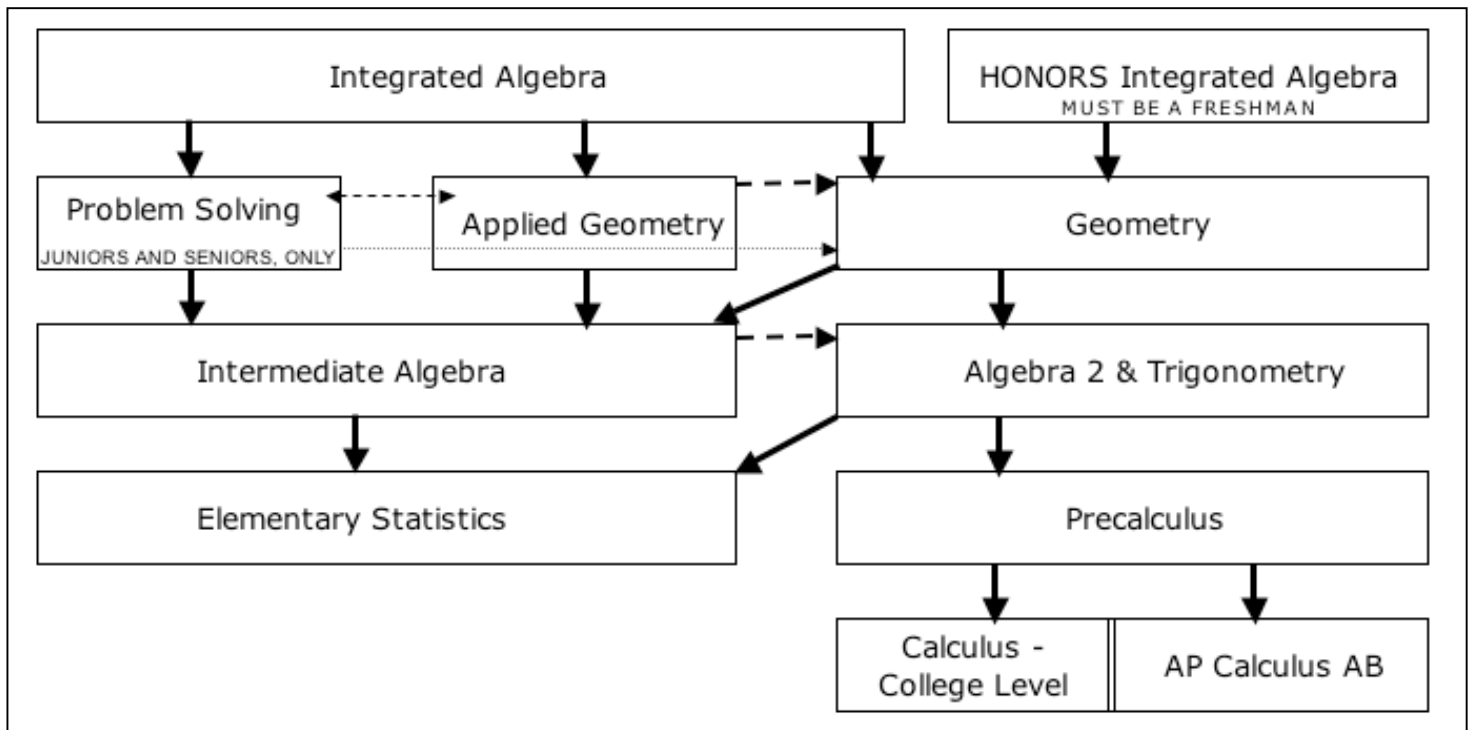 Integrated Algebra
HONORS Integrated Algebra
MUST BE A FRESHMAN
Problem Solving
JUNIORS AND SENIORS, ONLY
Applied Geometry
Geometry
Intermediate Algebra
Algebra 2 & Trigonometry
Elementary Statistics
Precalculus
Calculus -
College Level
AP Calculus AB